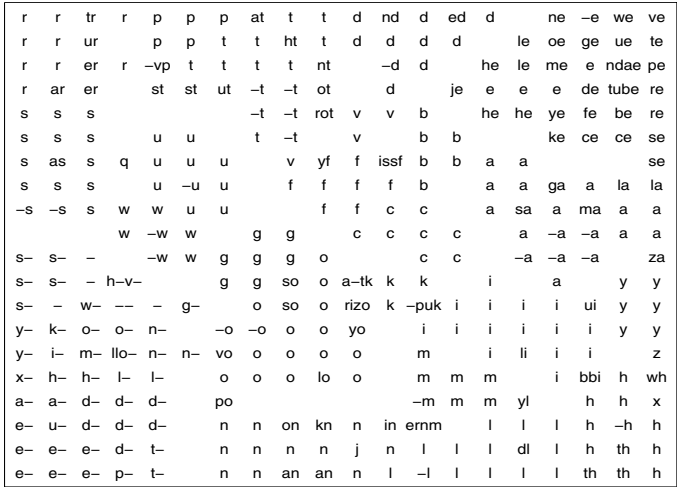 r r tr r p p p at t t d nd d ed d ne −e we ve
r r ur p p t t ht t d d d d le oe ge ue te
r r er r −vp t t t t nt −d d he le me e ndae pe
r ar er st st ut −t −t ot d je e e e de tube re
s s s −t −t rot v v b he he ye fe be re
s s s u u t −t v b b ke ce ce se
s as s q u u u v yf f issf b b a a se
s s s u −u u f f f f b a a ga a la la
−s −s s w w u u f f c c a sa a ma a a
w −w w g g c c c c a −a −a a a
s− s− − −w w g g g o c c −a −a −a za
s− s− − h−v− g g so o a−tk k k i a y y
s− − w− −− − g− o so o rizo k −puk i i i i ui y y
y− k− o− o− n− −o −o o o yo i i i i i i y y
y− i− m− llo− n− n− vo o o o o m i li i i z
x− h− h− l− l− o o o lo o m m m i bbi h wh
a− a− d− d− d− po −m m m yl h h x
e− u− d− d− d− n n on kn n in ernm l l l h −h h
e− e− e− d− t− n n n n j n l l l dl l h th h
e− e− e− p− t− n n an an n l −l l l l l th th h